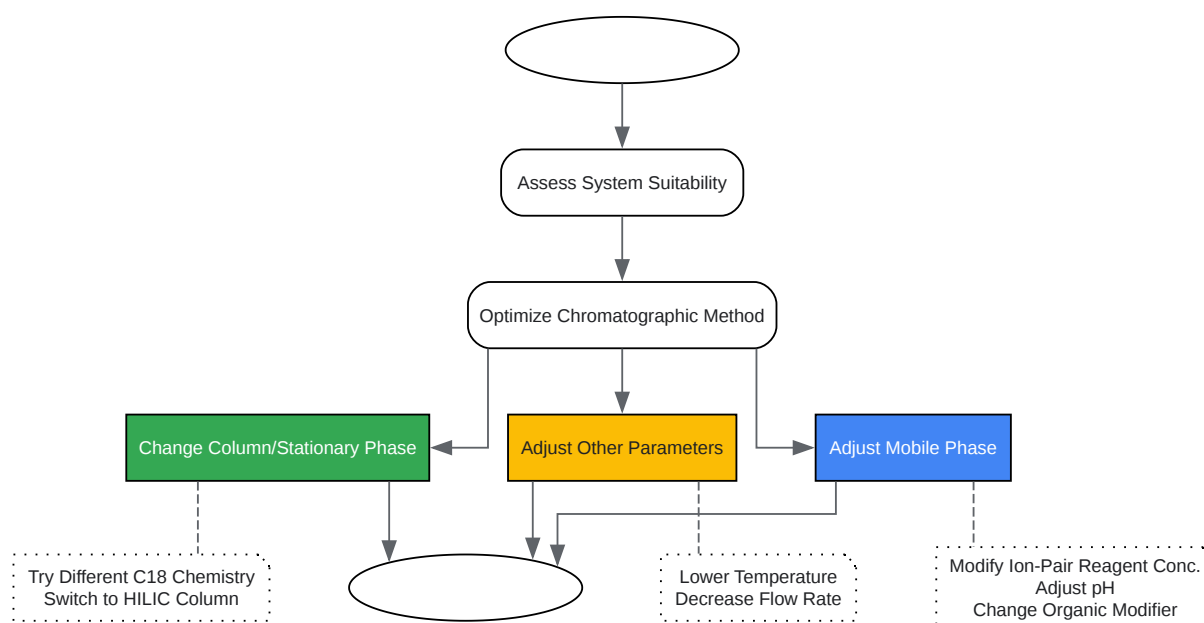 Assess System Suitability
Optimize Chromatographic Method
Change Column/Stationary Phase
Adjust Other Parameters
Adjust Mobile Phase
Try Different C18 Chemistry
Switch to HILIC Column
Lower Temperature
Decrease Flow Rate
Modify Ion-Pair Reagent Conc.
Adjust pH
Change Organic Modifier